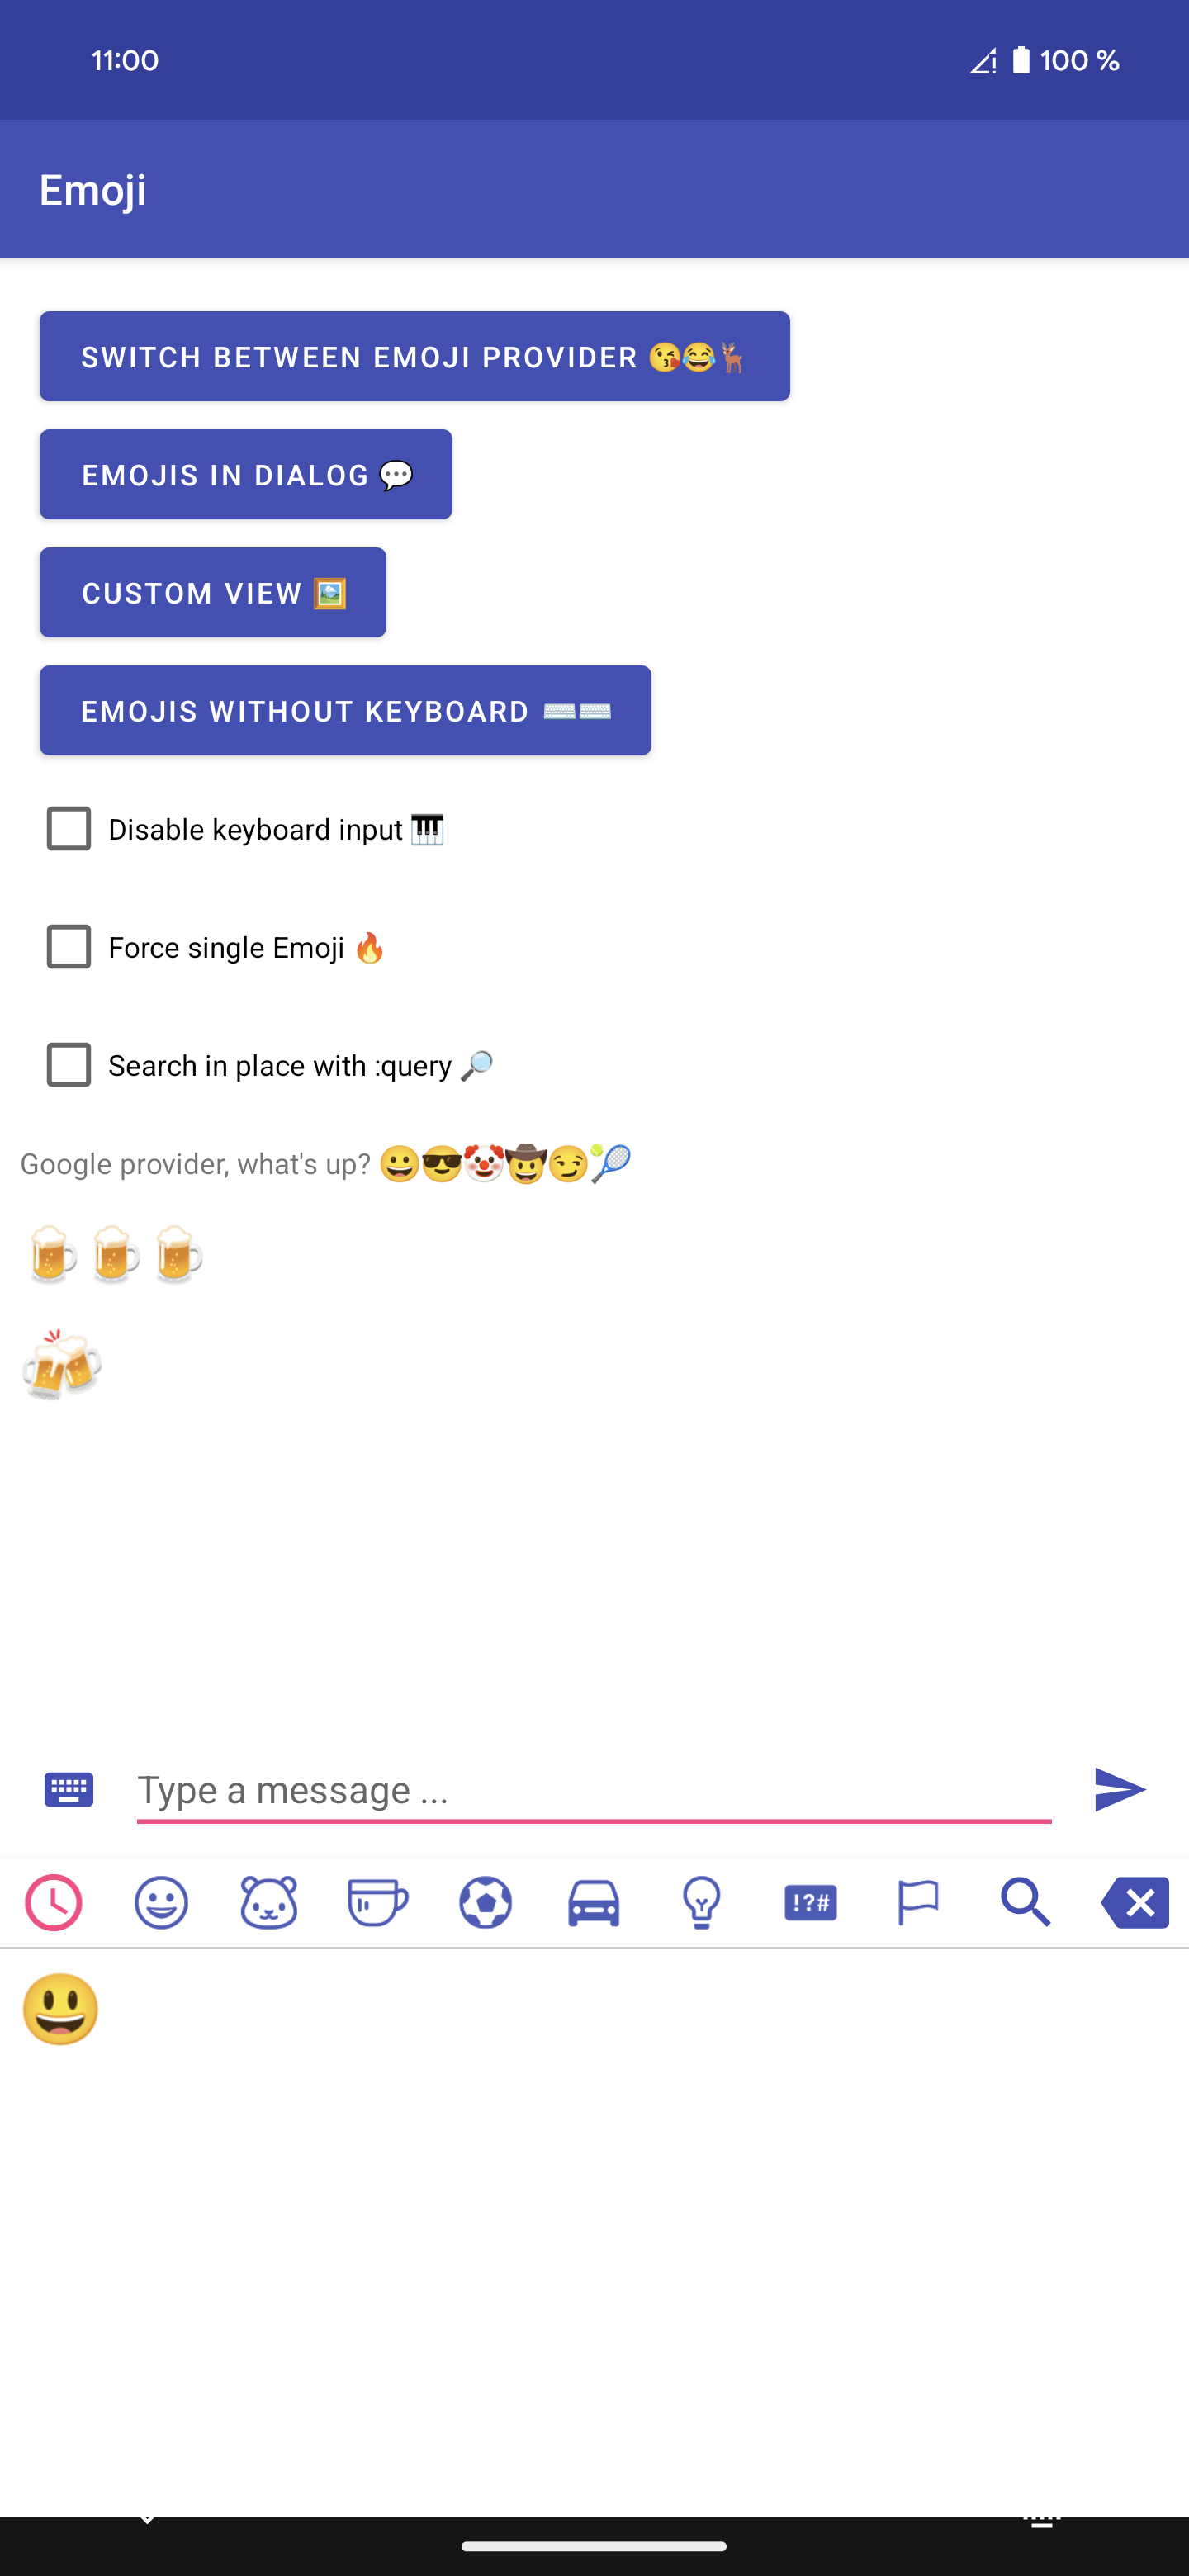 11:00 100 %
Emoji
SWITCH BETWEEN EMOJI PROVIDER 😘😂🦌
EMOJIS IN DIALOG 💬
CUSTOM VIEW 🖼️
EMOJIS WITHOUT KEYBOARD ⌨️⌨️
Disable keyboard input 🎹
Force single Emoji 🔥
Search in place with :query 🔎
Google provider, what's up? 😀😎🤡🤠😏🎾
🍺🍺🍺
🍻
Type a message ...
!?#
😃